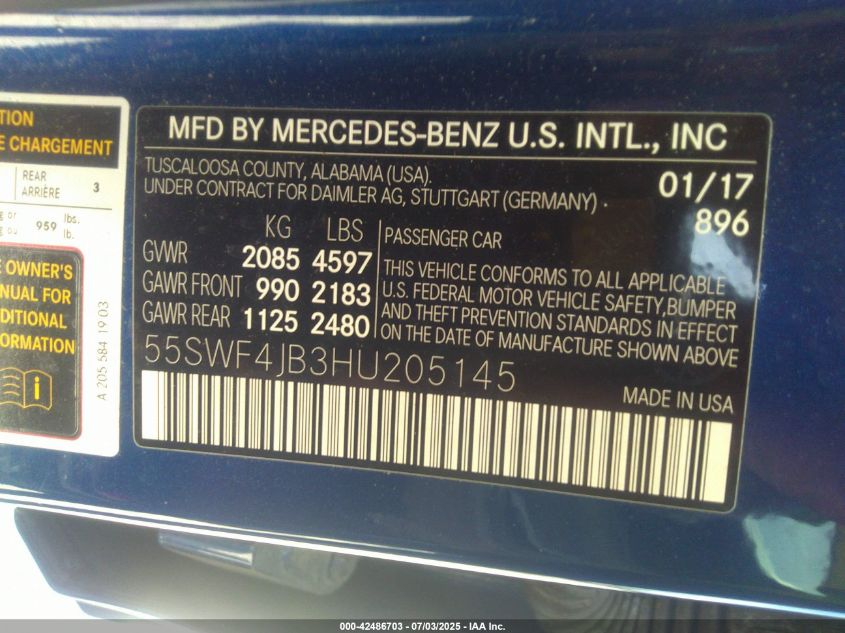 TION
E CHARGEMENT
REAR
ARRIÈRE 3
g or 959 lbs.
g ou lb.
OWNER'S
FOR
A 205 584 19 03
MFD BY MERCEDES-BENZ U.S. INTL., INC
TUSCALOOSA COUNTY, ALABAMA (USA). 01/17
UNDER CONTRACT FOR DAIMLER AG, STUTTGART (GERMANY) .
896
KG LBS
GVWR 2085 4597
GAWR FRONT 990 2183
GAWR REAR 1125 2480
PASSENGER CAR
THIS VEHICLE CONFORMS TO ALL APPLICABLE
U.S. FEDERAL MOTOR VEHICLE SAFETY,BUMPER
AND THEFT PREVENTION STANDARDS IN EFFECT
ON THE DATE OF MANUFACTURE SHOWN ABOVE
55SWF4JB3HU205145
MADE IN USA
000-42486703 - 07/03/2025 - IAA Inc.